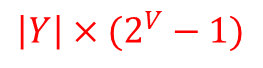 |Y| × (2^V − 1)